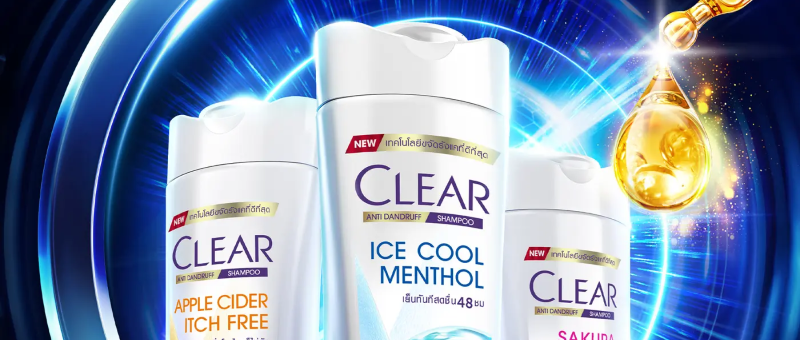 NEW เทคโนโลยีขจัดรังแคที่ดีที่สุด
CLEAR
ANTI DANDRUFF SHAMPOO
APPLE CIDER
ITCH FREE
NEW เทคโนโลยีขจัดรังแคที่ดีที่สุด
CLEAR
ANTI DANDRUFF SHAMPOO
ICE COOL
MENTHOL
เย็นทันทีสดชื่น 48 ชม
NEW เทคโนโลยีขจัดรังแคที่ดีที่สุด
CLEAR
ANTI DANDRUFF SHAMPOO
SAKURA